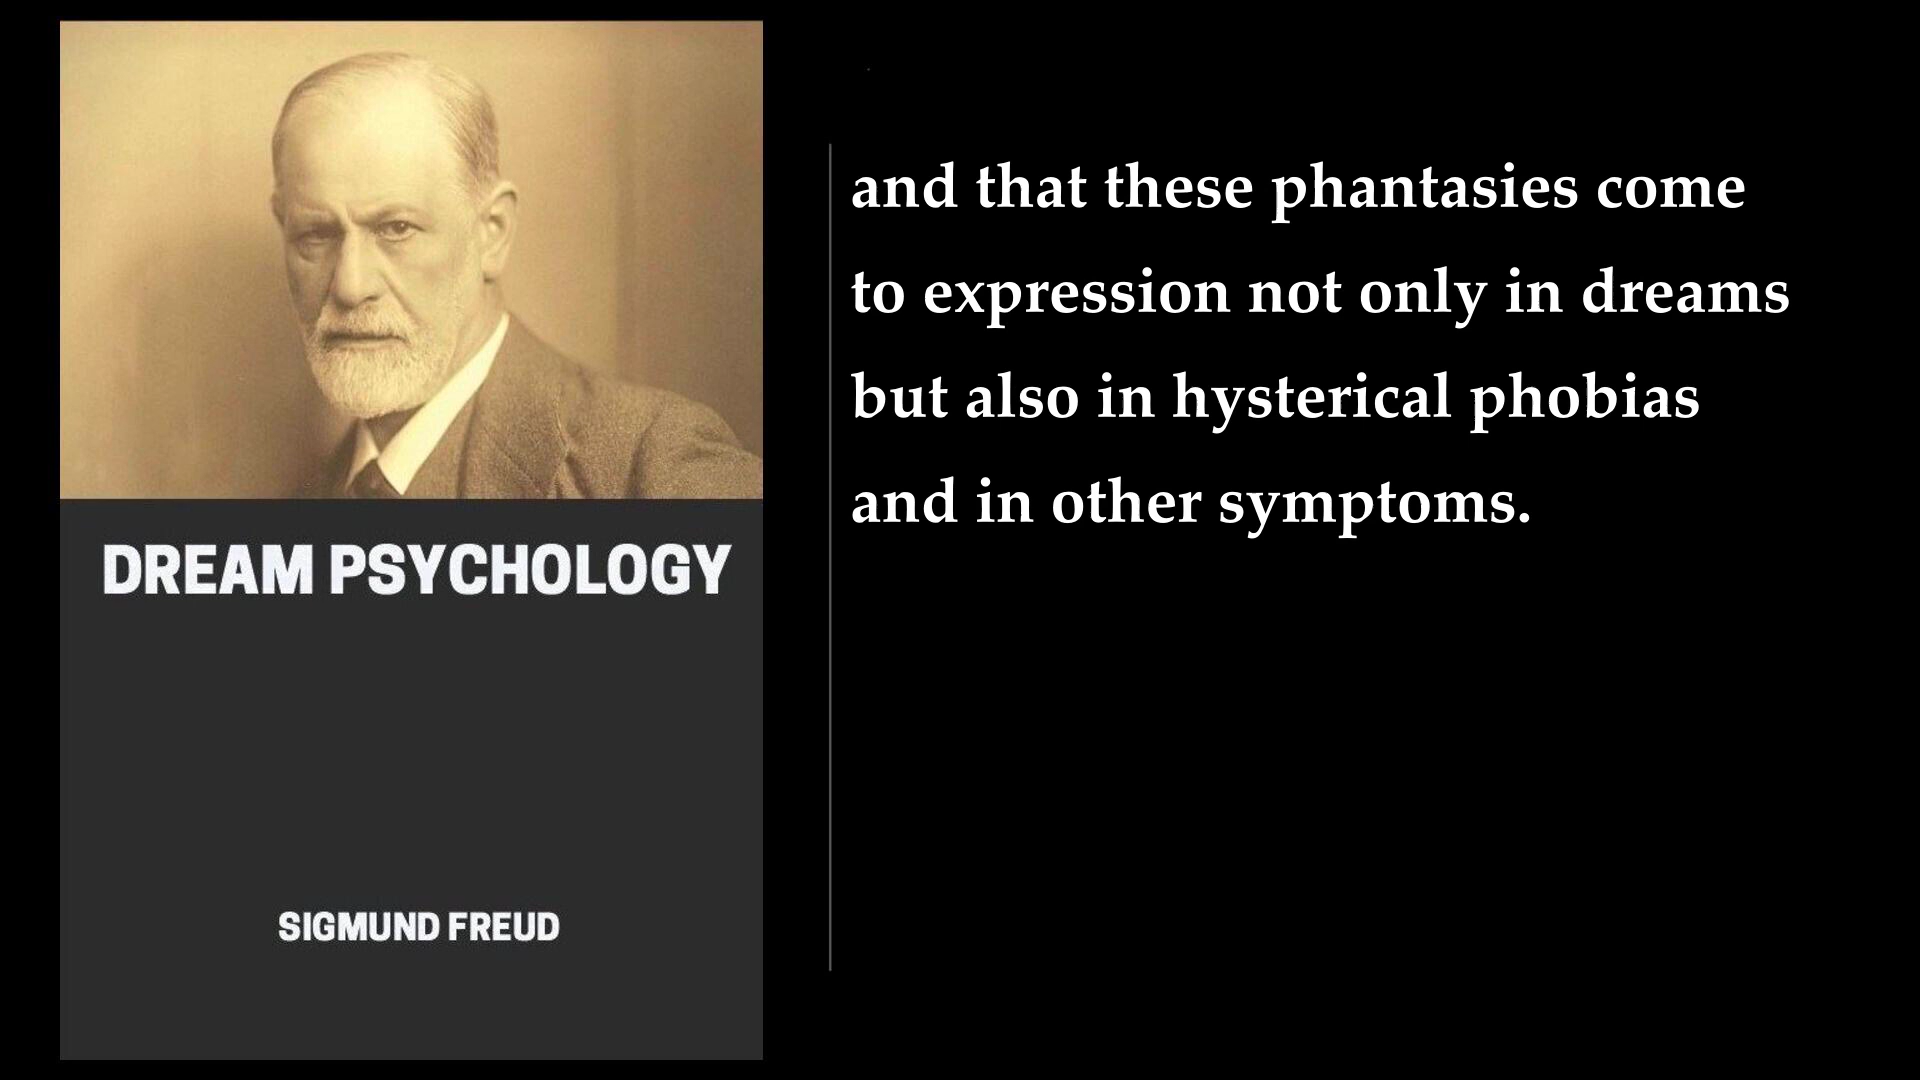 DREAM PSYCHOLOGY
SIGMUND FREUD
and that these phantasies come
to expression not only in dreams
but also in hysterical phobias
and in other symptoms.